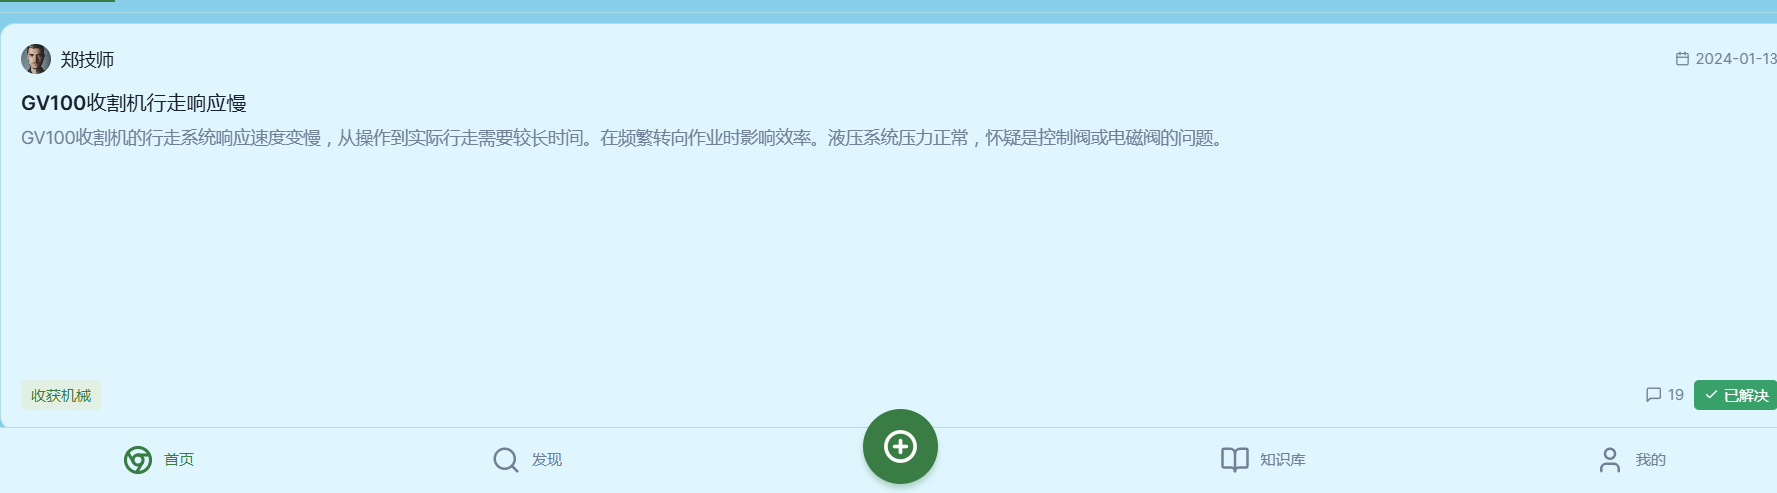 郑技师
2024-01-13
GV100收割机行走响应慢
GV100收割机的行走系统响应速度变慢，从操作到实际行走需要较长时间。在频繁转向作业时影响效率。液压系统压力正常，怀疑是控制阀或电磁阀的问题。
收获机械
19
已解决
首页
发现
知识库
我的